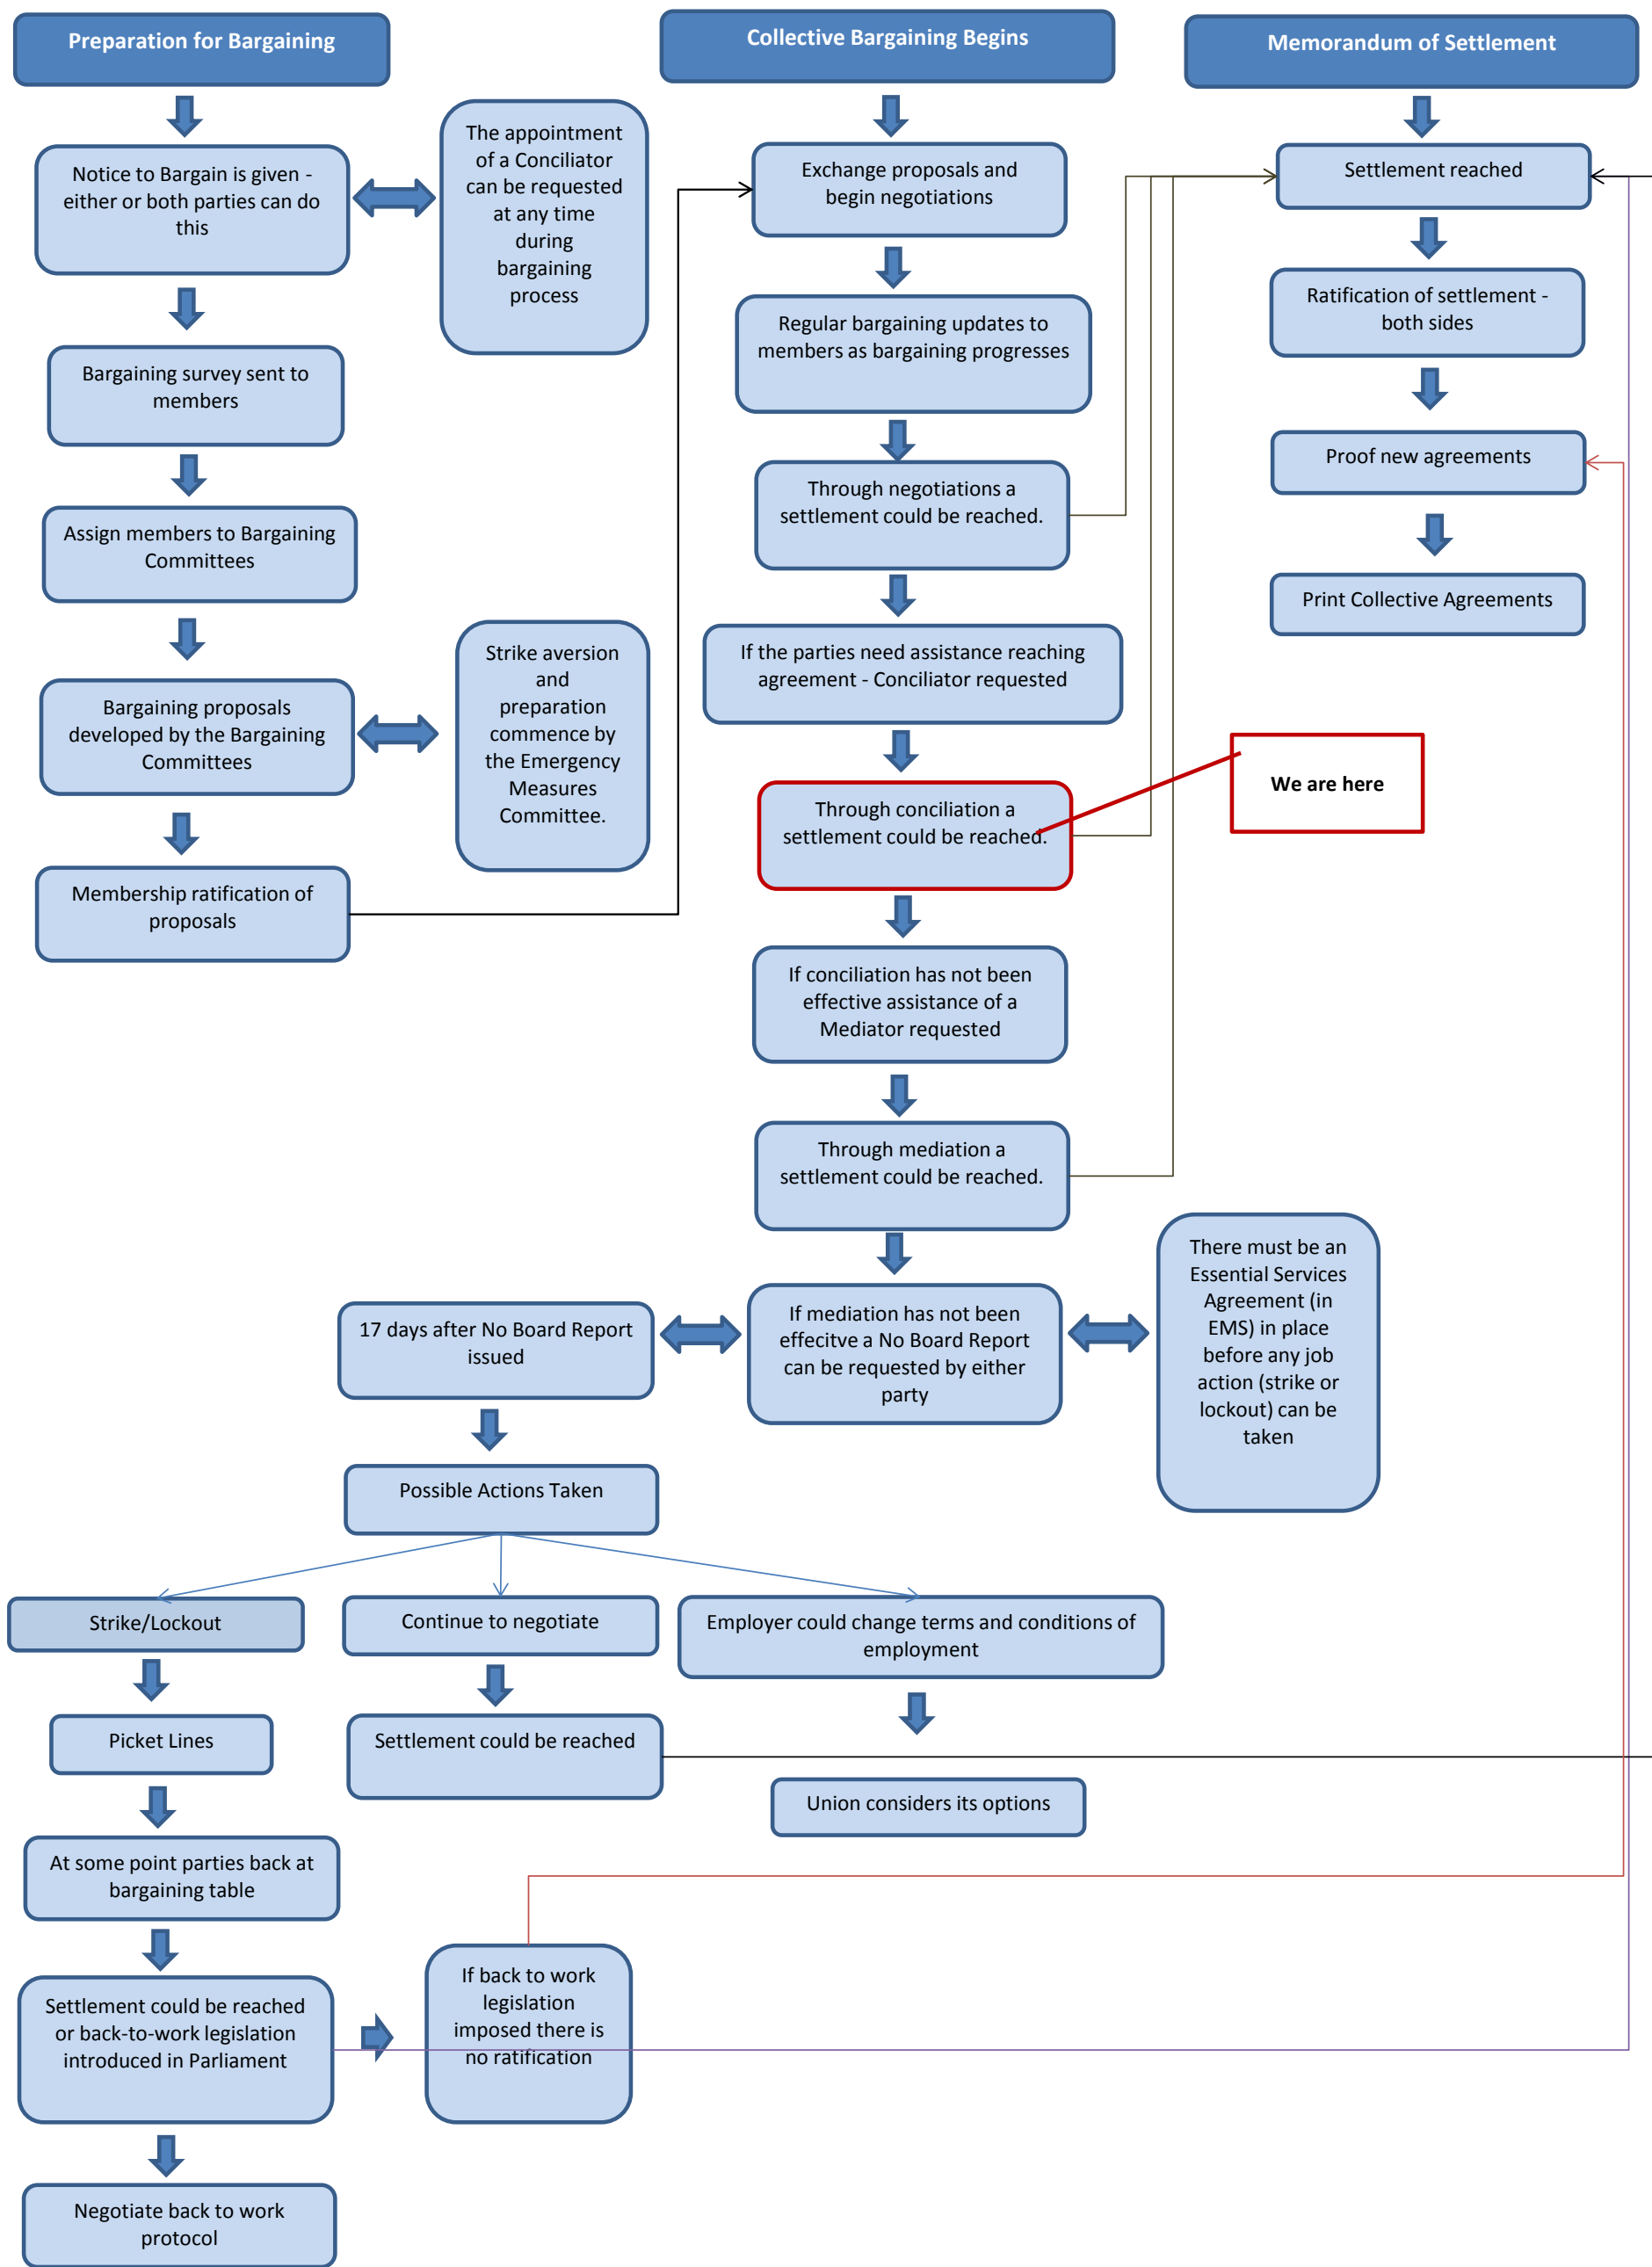 Preparation for Bargaining
Notice to Bargain is given -
either or both parties can do
this
The appointment
of a Conciliator
can be requested
at any time
during
bargaining
process
Bargaining survey sent to
members
Assign members to Bargaining
Committees
Bargaining proposals
developed by the Bargaining
Committees
Strike aversion
and
preparation
commence by
the Emergency
Measures
Committee.
Membership ratification of
proposals
Collective Bargaining Begins
Exchange proposals and
begin negotiations
Regular bargaining updates to
members as bargaining progresses
Through negotiations a
settlement could be reached.
If the parties need assistance reaching
agreement - Conciliator requested
Through conciliation a
settlement could be reached.
We are here
If conciliation has not been
effective assistance of a
Mediator requested
Through mediation a
settlement could be reached.
If mediation has not been
effecitve a No Board Report
can be requested by either
party
There must be an
Essential Services
Agreement (in
EMS) in place
before any job
action (strike or
lockout) can be
taken
17 days after No Board Report
issued
Possible Actions Taken
Strike/Lockout
Picket Lines
At some point parties back at
bargaining table
Settlement could be reached
or back-to-work legislation
introduced in Parliament
If back to work
legislation
imposed there is
no ratification
Negotiate back to work
protocol
Continue to negotiate
Settlement could be reached
Employer could change terms and conditions of
employment
Union considers its options
Memorandum of Settlement
Settlement reached
Ratification of settlement -
both sides
Proof new agreements
Print Collective Agreements